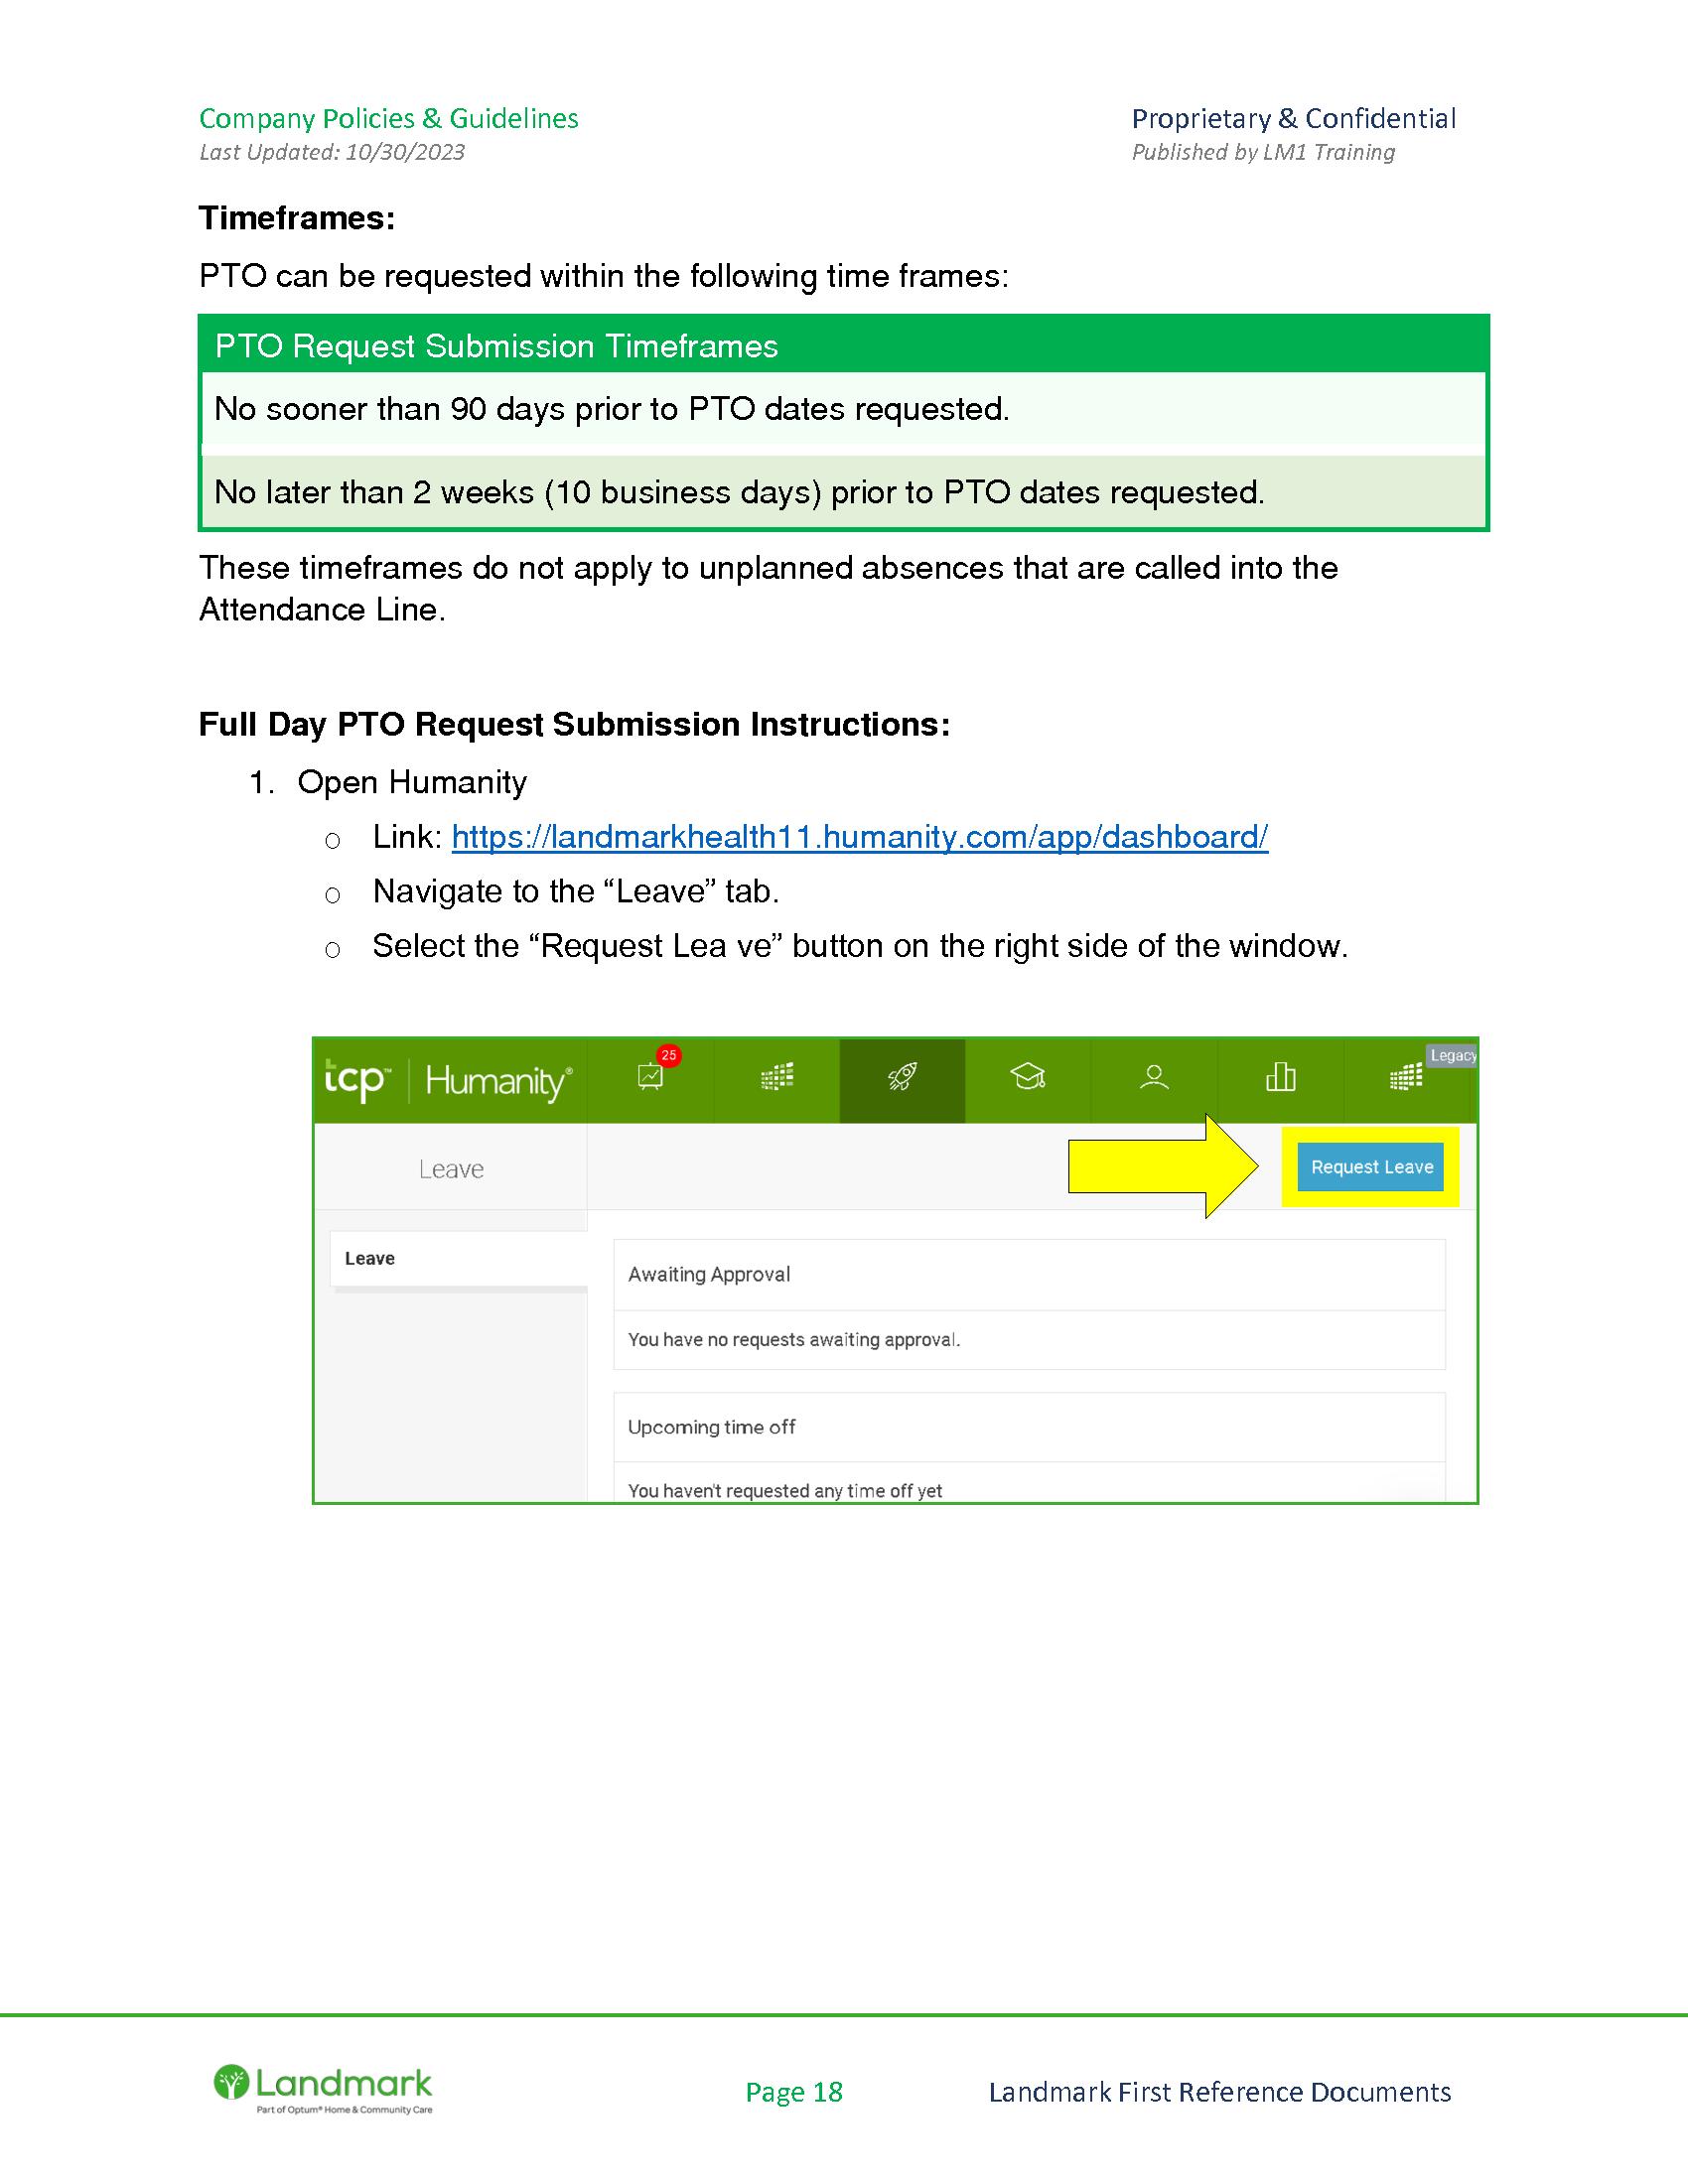 Company Policies & Guidelines
Proprietary & Confidential
Last Updated: 10/30/2023
Published by LM1 Training
Timeframes:
PTO can be requested within the following time frames:
PTO Request Submission Timeframes
No sooner than 90 days prior to PTO dates requested.
No later than 2 weeks (10 business days) prior to PTO dates requested.
These timeframes do not apply to unplanned absences that are called into the
Attendance Line.
Full Day PTO Request Submission Instructions:
1. Open Humanity
o Link: https://landmarkhealth11.humanity.com/app/dashboard/
o Navigate to the “Leave” tab.
o Select the “Request Lea ve” button on the right side of the window.
tcp™ | Humanity®
25
Legacy
Leave
Request Leave
Leave
Awaiting Approval
You have no requests awaiting approval.
Upcoming time off
You haven't requested any time off yet
Landmark
Part of Optum® Home & Community Care
Page 18
Landmark First Reference Documents